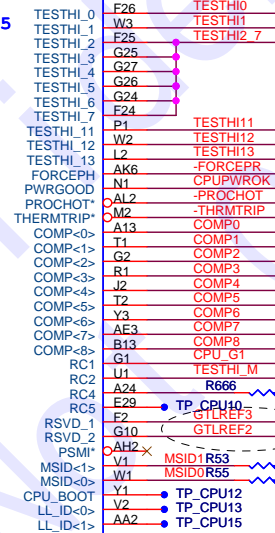 5
TESTHI_0 F26 TESTHI0
TESTHI_1 W3 TESTHI1
TESTHI_2 F25 TESTHI2_7
TESTHI_3 G25
TESTHI_4 G27
TESTHI_5 G26
TESTHI_6 G24
TESTHI_7 F24
TESTHI_11 P1 TESTHI11
TESTHI_12 W2 TESTHI12
TESTHI_13 L2 TESTHI13
FORCEPH AK6 -FORCEPR
PWRGOOD N1 CPUPWROK
PROCHOT* AL2 -PROCHOT
THERMTRIP* M2 -THRMTRIP
COMP<0> A13 COMP0
COMP<1> T1 COMP1
COMP<2> G2 COMP2
COMP<3> R1 COMP3
COMP<4> J2 COMP4
COMP<5> T2 COMP5
COMP<6> Y3 COMP6
COMP<7> AE3 COMP7
COMP<8> B13 COMP8
RC1 G1 CPU_G1
RC2 U1 TESTHI_M
RC4 A24 R666
RC5 E29 TP_CPU10
RSVD_1 F2 GTLREF3
RSVD_2 G10 GTLREF2
PSMI* AH2
MSID<1> V1 MSID1 R53
MSID<0> W1 MSID0 R55
CPU_BOOT Y1 TP_CPU12
LL_ID<0> V2 TP_CPU13
LL_ID<1> AA2 TP_CPU15